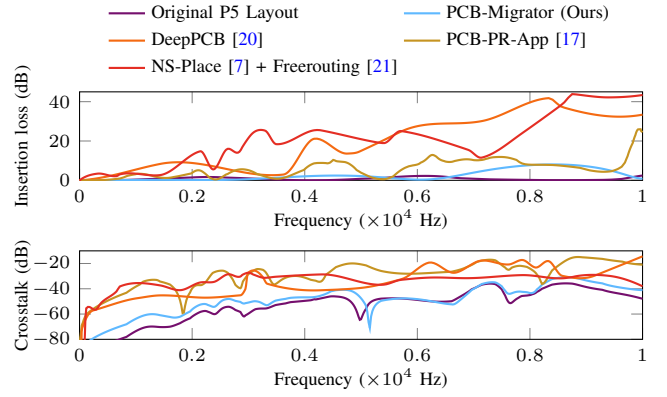 Original P5 Layout
PCB-Migrator (Ours)
DeepPCB [20]
PCB-PR-App [17]
NS-Place [7] + Freerouting [21]
Insertion loss (dB)
40
20
0
0
0.2
0.4
0.6
0.8
1
Frequency (×10⁴ Hz)
Crosstalk (dB)
−20
−40
−60
−80
0
0.2
0.4
0.6
0.8
1
Frequency (×10⁴ Hz)